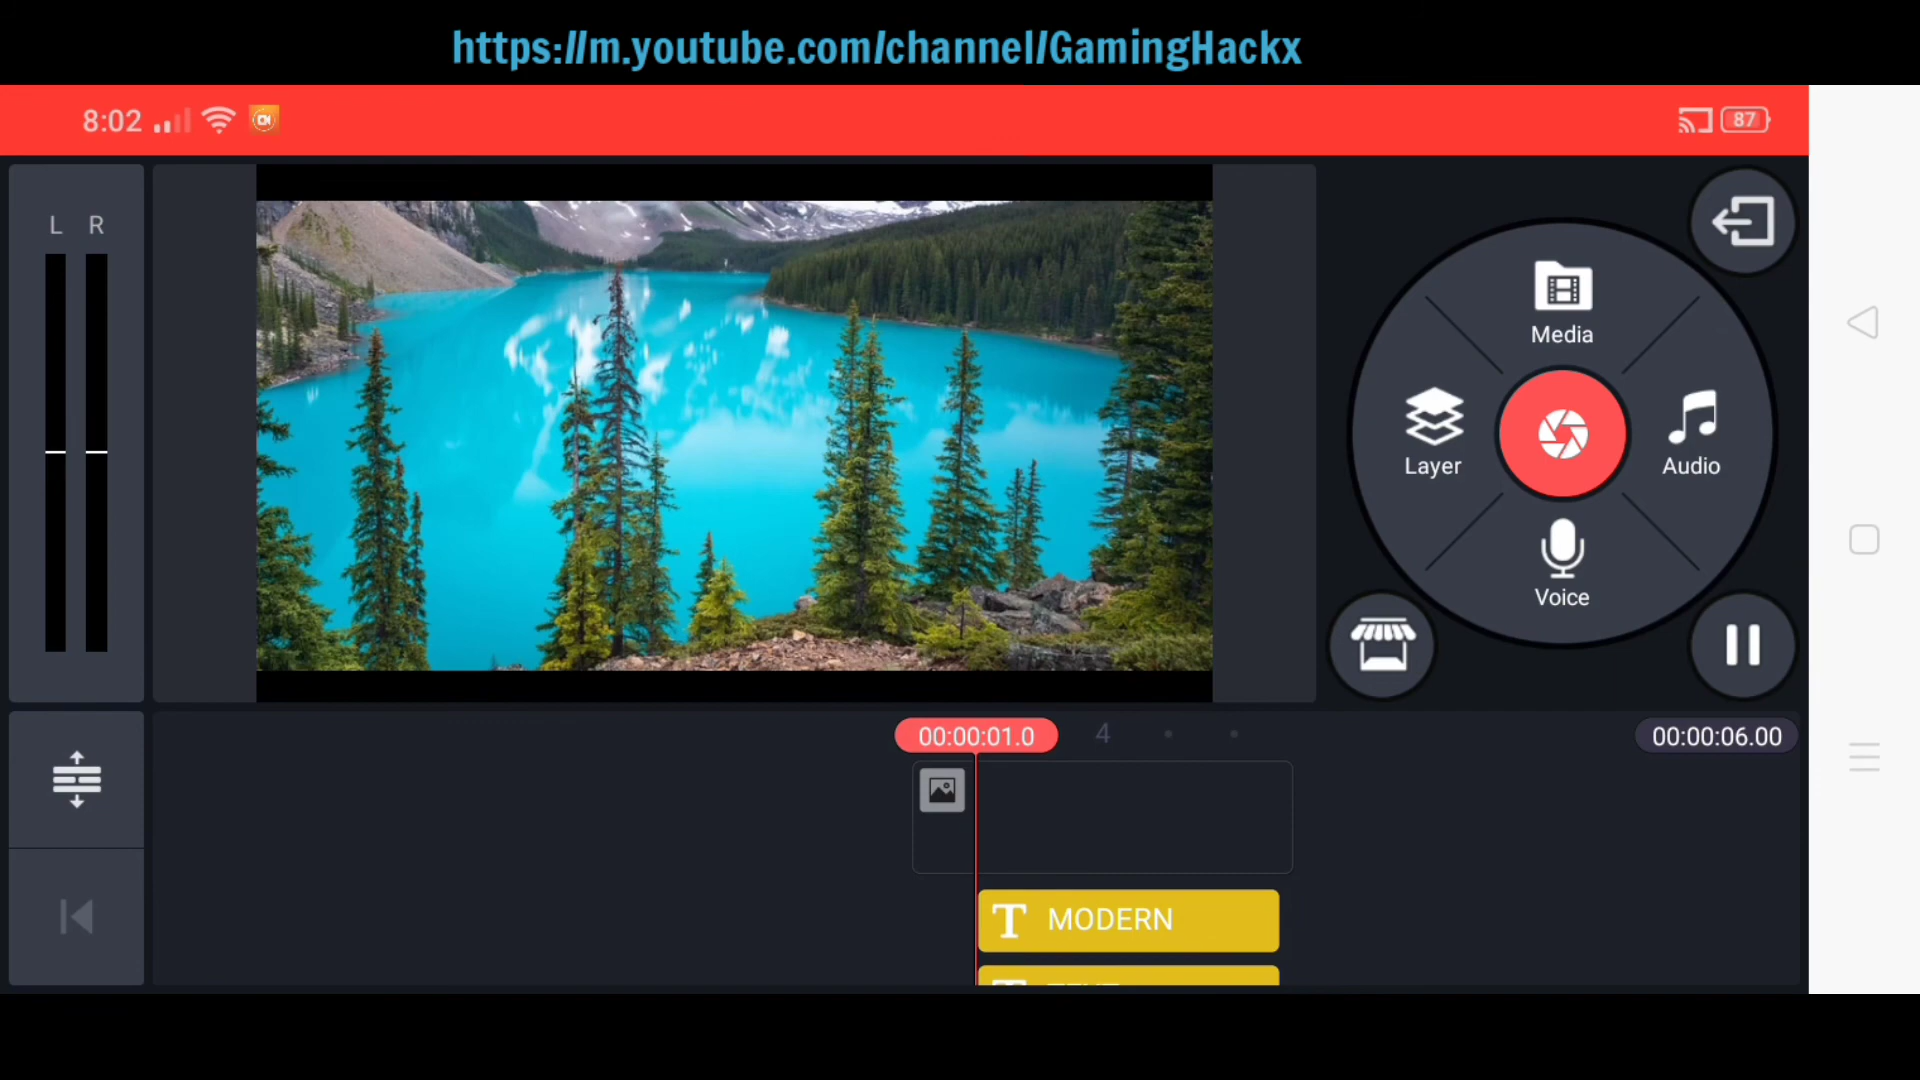 https://m.youtube.com/channel/GamingHackx
8:02
87
L R
Media
Layer
Audio
Voice
00:00:01.0
4
00:00:06.00
T MODERN